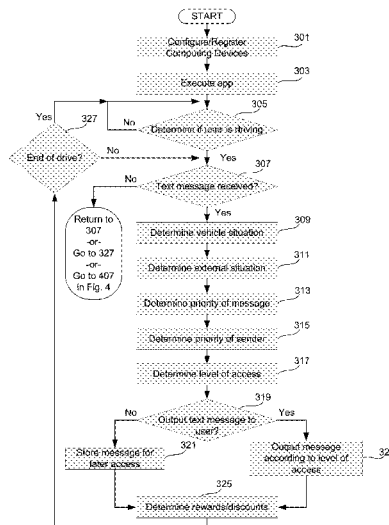 START
Configure/Register
Computing Devices
301
Execute app
303
305
Determine if user is driving
Yes
327
End of drive?
No
Yes
307
Text message received?
No
Return to
307
-or-
Go to 327
-or-
Go to 407
in Fig. 4
Yes
309
Determine vehicle situation
311
Determine external situation
313
Determine priority of message
315
Determine priority of sender
317
Determine level of access
319
Output text message to
user?
No
Yes
321
Store message for
later access
Output message
according to level of
access
32
325
Determine rewards/discounts